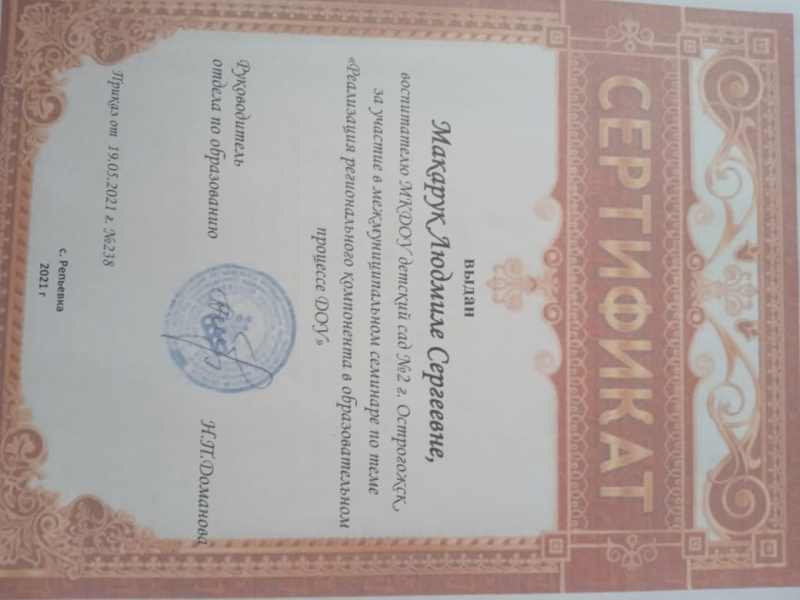 СЕРТИФИКАТ
выдан
Макарук Людмиле Сергеевне,
воспитателю МКДОУ детский сад №2 г. Острогожск,
за участие в межмуниципальном семинаре по теме
«Реализация регионального компонента в образовательном
процессе ДОУ»
Руководитель
отдела по образованию
Н.П.Доманова
Приказ от 19.05.2021 г. №238
с. Репьевка
2021 г